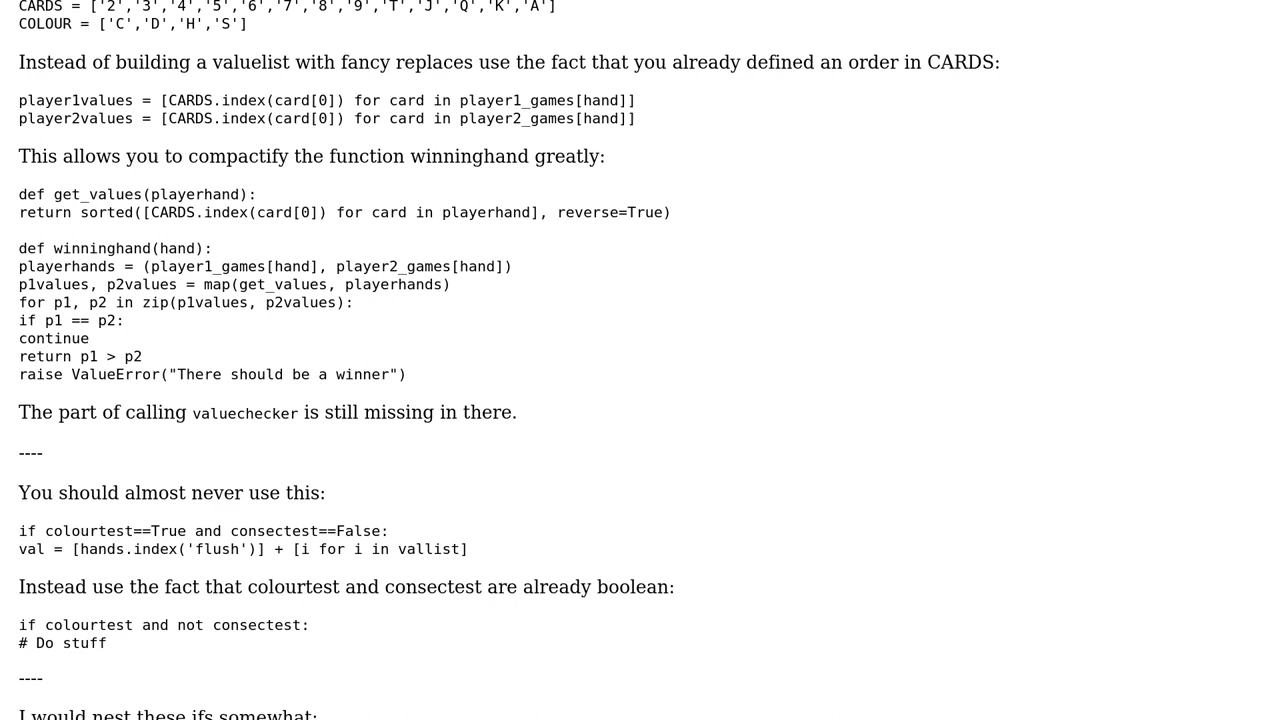 CARDS = ['2','3','4','5','6','7','8','9','T','J','Q','K','A']
COLOUR = ['C','D','H','S']
Instead of building a valuelist with fancy replaces use the fact that you already defined an order in CARDS:
player1values = [CARDS.index(card[0]) for card in player1_games[hand]]
player2values = [CARDS.index(card[0]) for card in player2_games[hand]]
This allows you to compactify the function winninghand greatly:
def get_values(playerhand):
return sorted([CARDS.index(card[0]) for card in playerhand], reverse=True)
def winninghand(hand):
playerhands = (player1_games[hand], player2_games[hand])
p1values, p2values = map(get_values, playerhands)
for p1, p2 in zip(p1values, p2values):
if p1 == p2:
continue
return p1 > p2
raise ValueError("There should be a winner")
The part of calling valuechecker is still missing in there.
----
You should almost never use this:
if colourtest==True and consectest==False:
val = [hands.index('flush')] + [i for i in vallist]
Instead use the fact that colourtest and consectest are already boolean:
if colourtest and not consectest:
# Do stuff
----
I would nest these ifs somewhat: